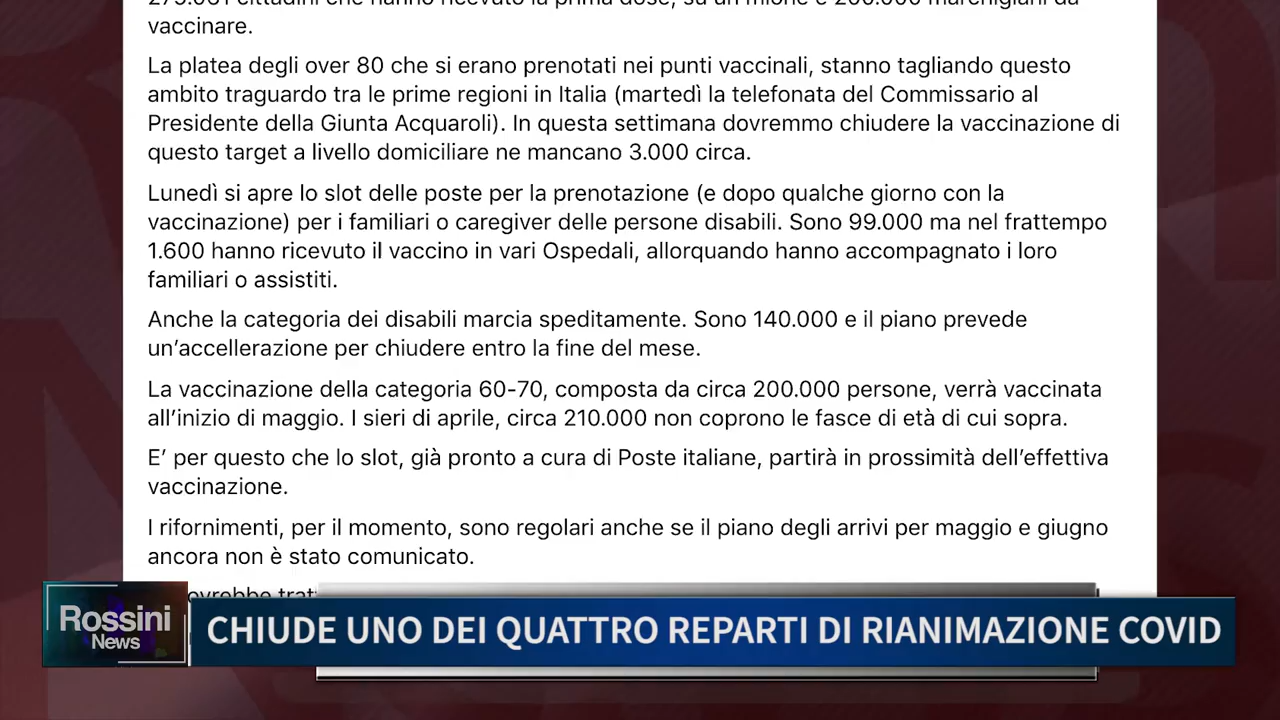 vaccinare.
La platea degli over 80 che si erano prenotati nei punti vaccinali, stanno tagliando questo
ambito traguardo tra le prime regioni in Italia (martedì la telefonata del Commissario al
Presidente della Giunta Acquaroli). In questa settimana dovremmo chiudere la vaccinazione di
questo target a livello domiciliare ne mancano 3.000 circa.
Lunedì si apre lo slot delle poste per la prenotazione (e dopo qualche giorno con la
vaccinazione) per i familiari o caregiver delle persone disabili. Sono 99.000 ma nel frattempo
1.600 hanno ricevuto il vaccino in vari Ospedali, allorquando hanno accompagnato i loro
familiari o assistiti.
Anche la categoria dei disabili marcia speditamente. Sono 140.000 e il piano prevede
un'accellerazione per chiudere entro la fine del mese.
La vaccinazione della categoria 60-70, composta da circa 200.000 persone, verrà vaccinata
all'inizio di maggio. I sieri di aprile, circa 210.000 non coprono le fasce di età di cui sopra.
E' per questo che lo slot, già pronto a cura di Poste italiane, partirà in prossimità dell'effettiva
vaccinazione.
I rifornimenti, per il momento, sono regolari anche se il piano degli arrivi per maggio e giugno
ancora non è stato comunicato.
Rossini
News
CHIUDE UNO DEI QUATTRO REPARTI DI RIANIMAZIONE COVID